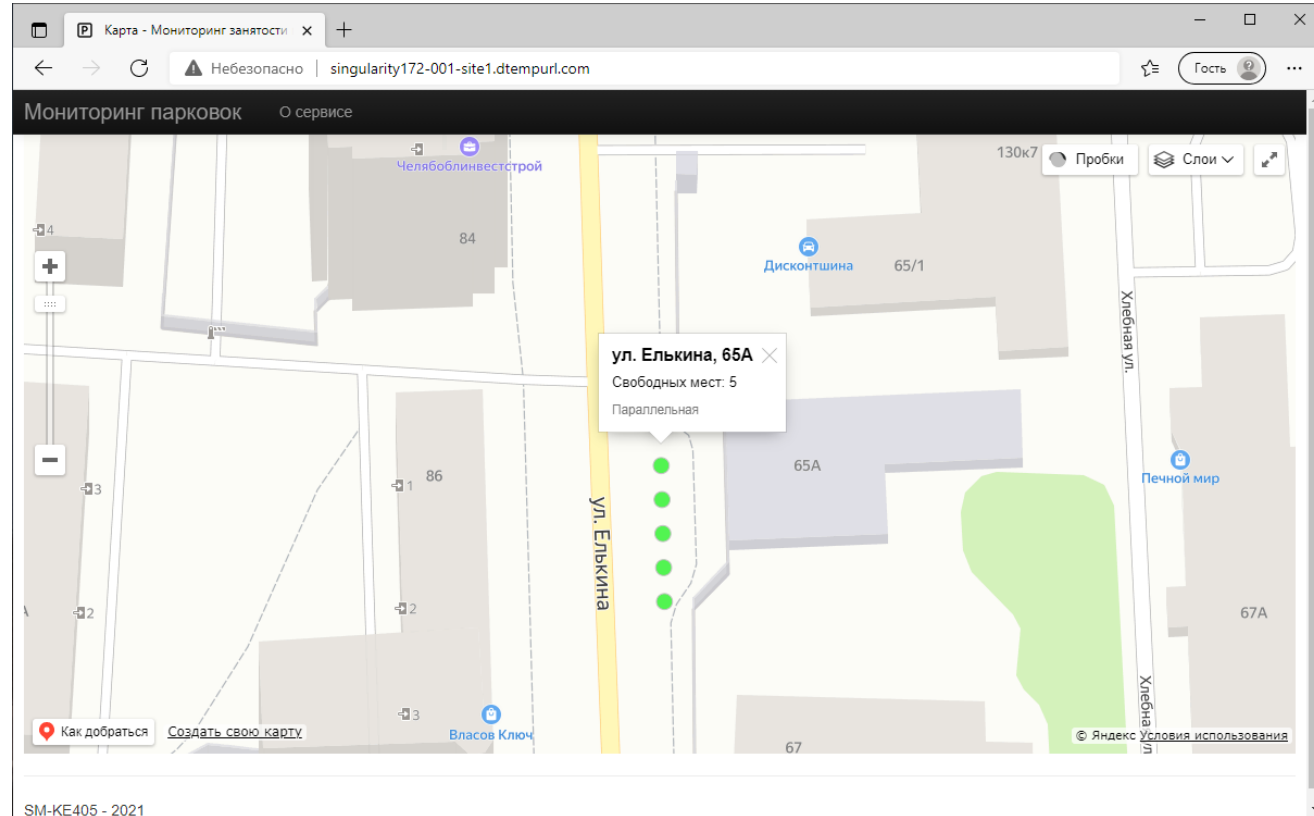 Карта - Мониторинг занятости
Небезопасно
singularity172-001-site1.dtempurl.com
Гость
Мониторинг парковок
О сервисе
Челябоблинвестстрой
130к7
Пробки
Слои
4
84
Дисконтшина
65/1
Хлебная ул.
ул. Елькина, 65А
Свободных мест: 5
Параллельная
86
65А
Печной мир
3
1
ул. Елькина
2
2
67А
3
Власов Ключ
67
Как добраться
Создать свою карту
© Яндекс Условия использования
SM-KE405 - 2021